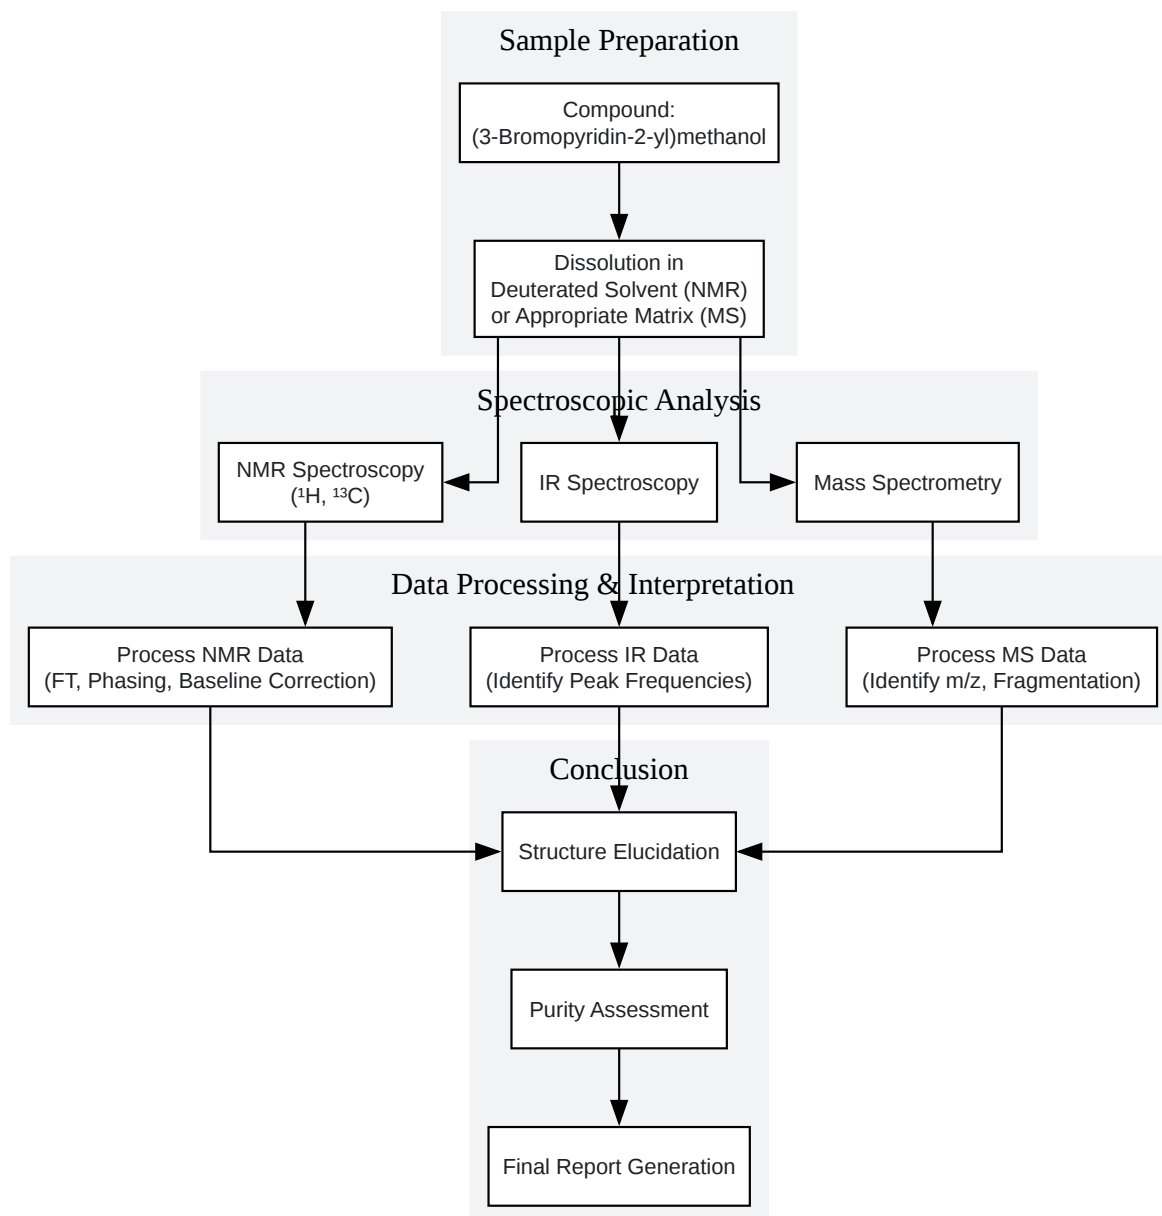 Sample Preparation
Compound:
(3-Bromopyridin-2-yl)methanol
Dissolution in
Deuterated Solvent (NMR)
or Appropriate Matrix (MS)
Spectroscopic Analysis
NMR Spectroscopy
(¹H, ¹³C)
IR Spectroscopy
Mass Spectrometry
Data Processing & Interpretation
Process NMR Data
(FT, Phasing, Baseline Correction)
Process IR Data
(Identify Peak Frequencies)
Process MS Data
(Identify m/z, Fragmentation)
Conclusion
Structure Elucidation
Purity Assessment
Final Report Generation